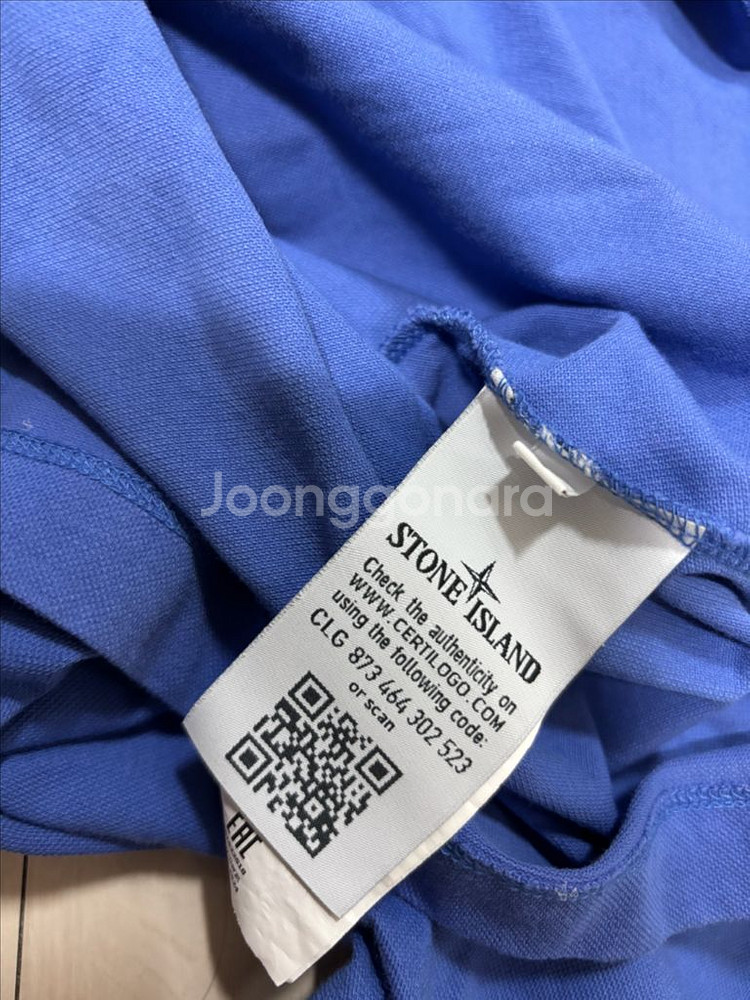 Joonggonara
STONE ISLAND
Check the authenticity on
WWW.CERTILOGO.COM
using the following code:
CLG 873 464 302 523
or scan
EAC